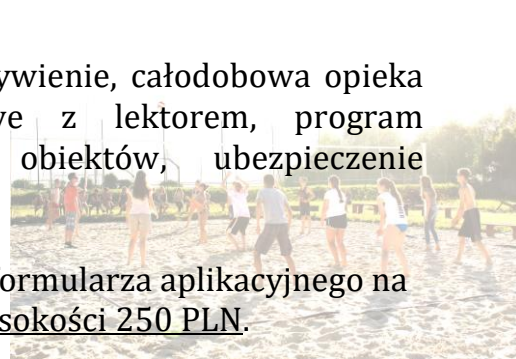 ywienie, całodobowa opieka
ve z lektorem, program
obiektów, ubezpieczenie
ormularza aplikacyjnego na
sokości 250 PLN.